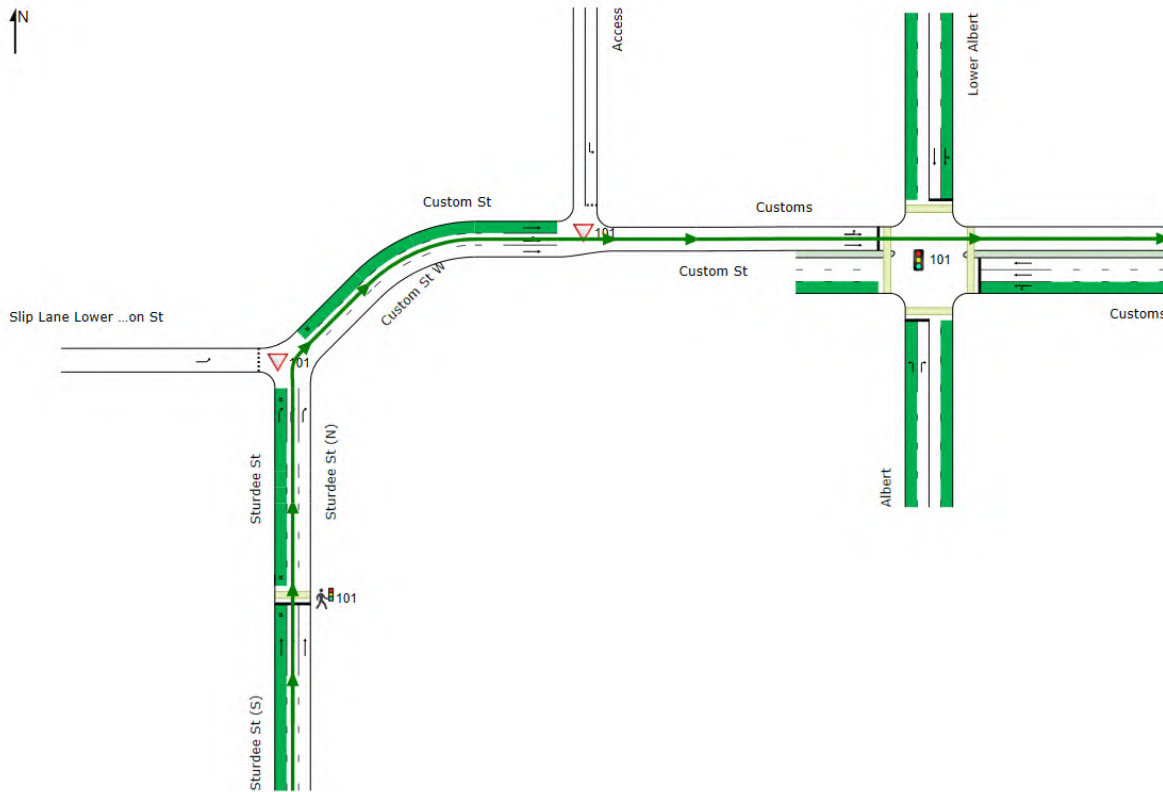 N
Access
Lower Albert
Custom St
Customs
101
101
Custom St
Custom St W
Customs
Slip Lane Lower ...on St
101
Sturdee St
Sturdee St (N)
Albert
101
Sturdee St (S)